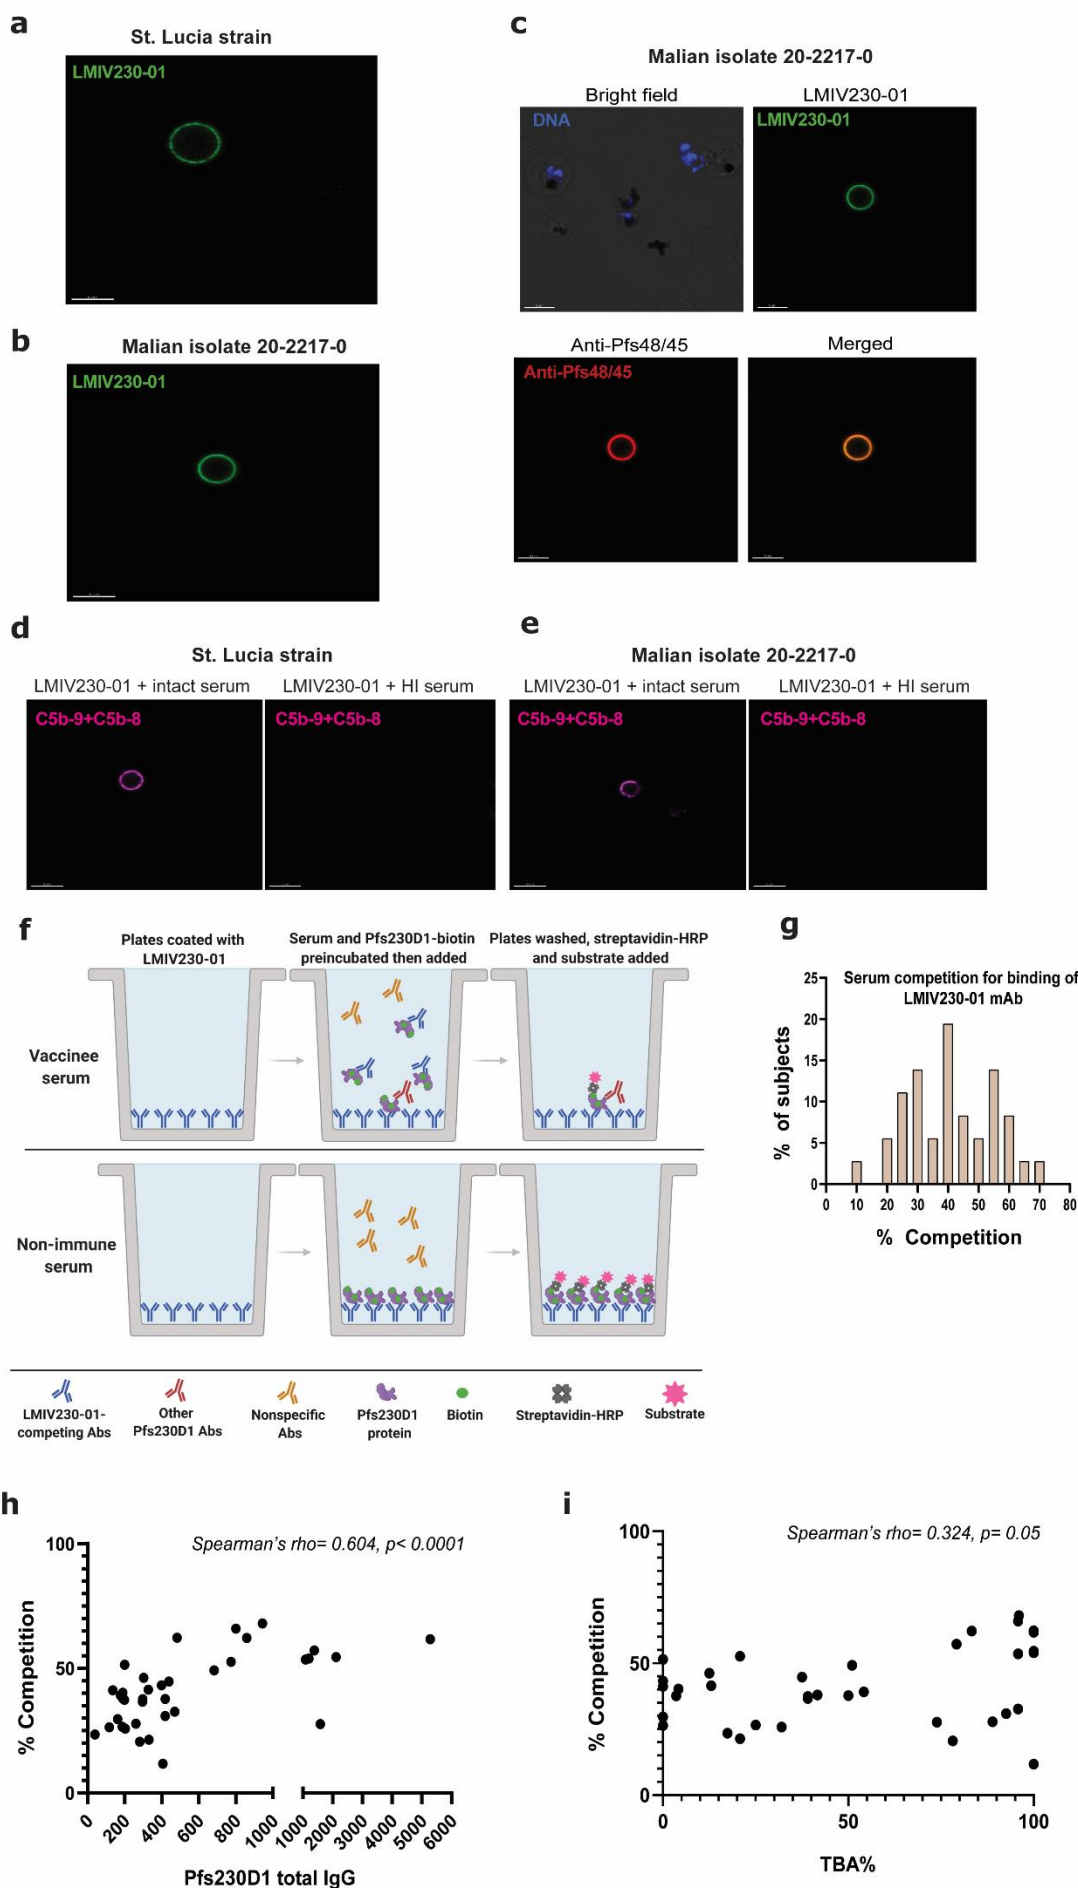 a
St. Lucia strain
LMIV230-01
b
Malian isolate 20-2217-0
LMIV230-01
c
Malian isolate 20-2217-0
Bright field
LMIV230-01
DNA
LMIV230-01
Anti-Pfs48/45
Merged
Anti-Pfs48/45
d
St. Lucia strain
LMIV230-01 + intact serum
LMIV230-01 + HI serum
C5b-9+C5b-8
C5b-9+C5b-8
e
Malian isolate 20-2217-0
LMIV230-01 + intact serum
LMIV230-01 + HI serum
C5b-9+C5b-8
C5b-9+C5b-8
f
Plates coated with
LMIV230-01
Serum and Pfs230D1-biotin
preincubated then added
Plates washed, streptavidin-HRP
and substrate added
Vaccinee
serum
Non-immune
serum
LMIV230-01-
competing Abs
Other
Pfs230D1 Abs
Nonspecific
Abs
Pfs230D1
protein
Biotin
Streptavidin-HRP
Substrate
g
Serum competition for binding of
LMIV230-01 mAb
% of subjects
25
20
15
10
5
0
0 10 20 30 40 50 60 70 80
% Competition
h
Spearman's rho= 0.604, p< 0.0001
% Competition
100
50
0
0 200 400 600 800 1000 1000 2000 3000 4000 5000 6000
Pfs230D1 total IgG
i
Spearman's rho= 0.324, p= 0.05
% Competition
100
50
0
0 50 100
TBA%